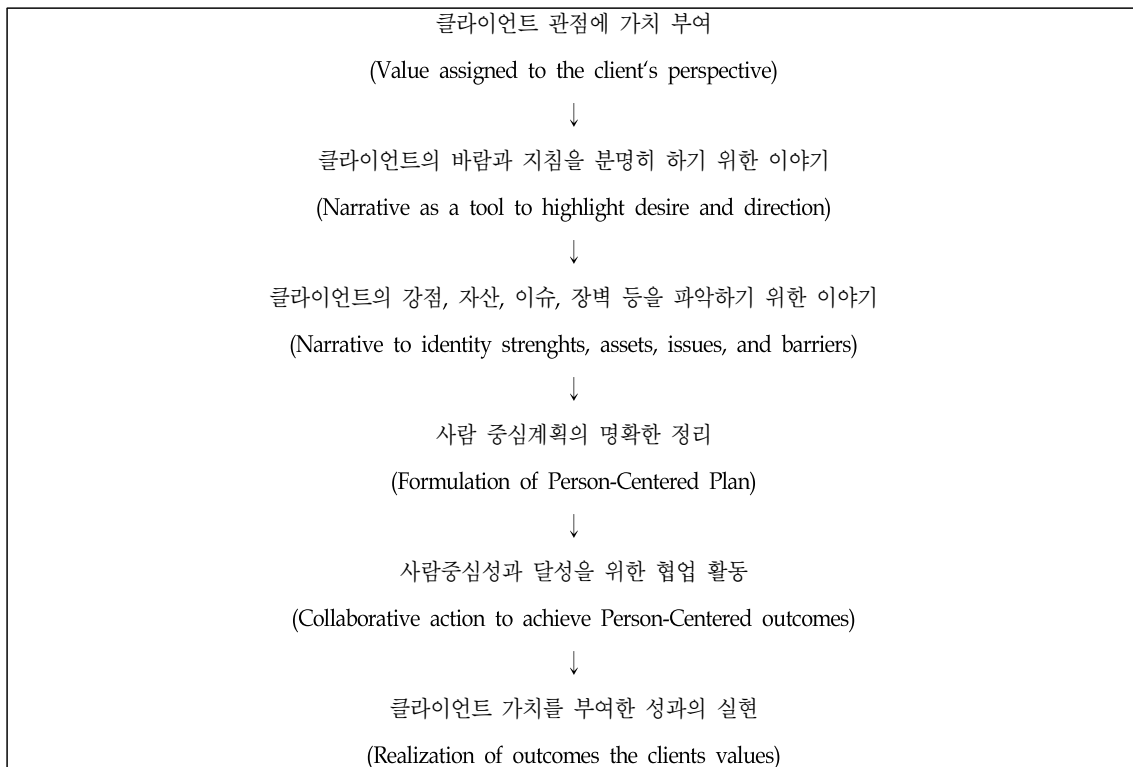 클라이언트 관점에 가치 부여
(Value assigned to the client‘s perspective)
↓
클라이언트의 바람과 지침을 분명히 하기 위한 이야기
(Narrative as a tool to highlight desire and direction)
↓
클라이언트의 강점, 자산, 이슈, 장벽 등을 파악하기 위한 이야기
(Narrative to identity strenghts, assets, issues, and barriers)
↓
사람 중심계획의 명확한 정리
(Formulation of Person-Centered Plan)
↓
사람중심성과 달성을 위한 협업 활동
(Collaborative action to achieve Person-Centered outcomes)
↓
클라이언트 가치를 부여한 성과의 실현
(Realization of outcomes the clients values)